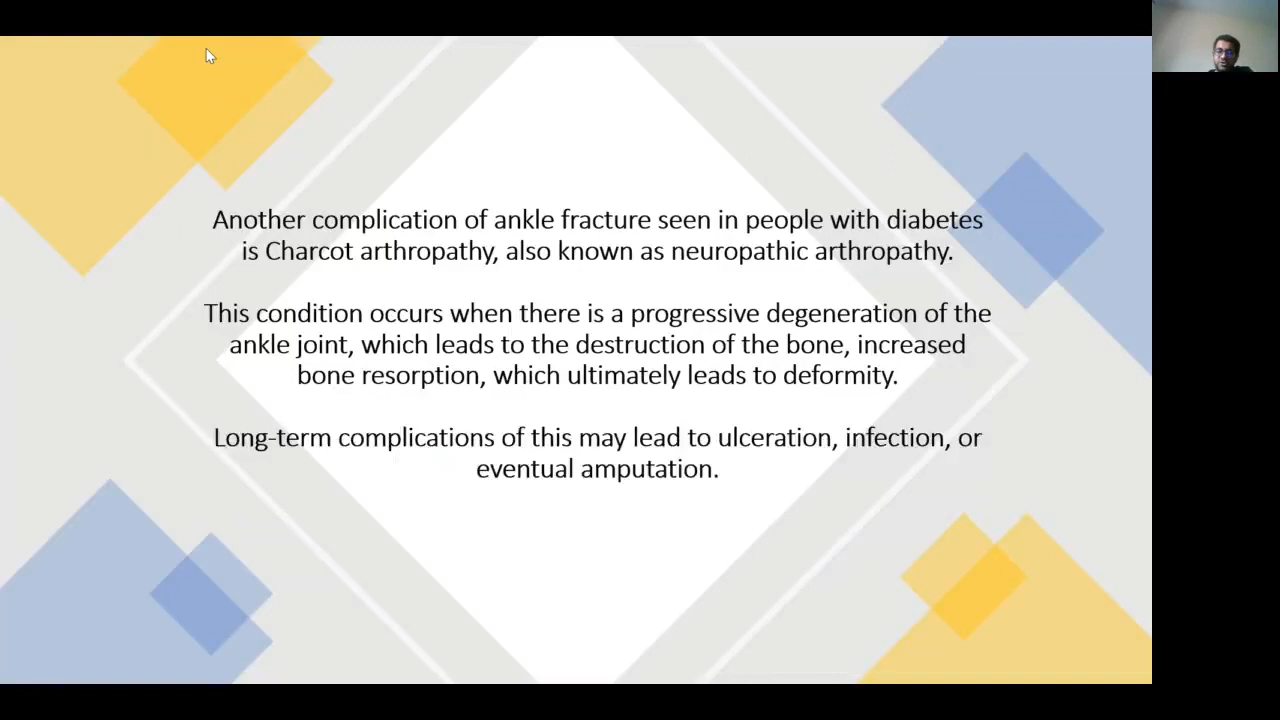 Another complication of ankle fracture seen in people with diabetes
is Charcot arthropathy, also known as neuropathic arthropathy.
This condition occurs when there is a progressive degeneration of the
ankle joint, which leads to the destruction of the bone, increased
bone resorption, which ultimately leads to deformity.
Long-term complications of this may lead to ulceration, infection, or
eventual amputation.